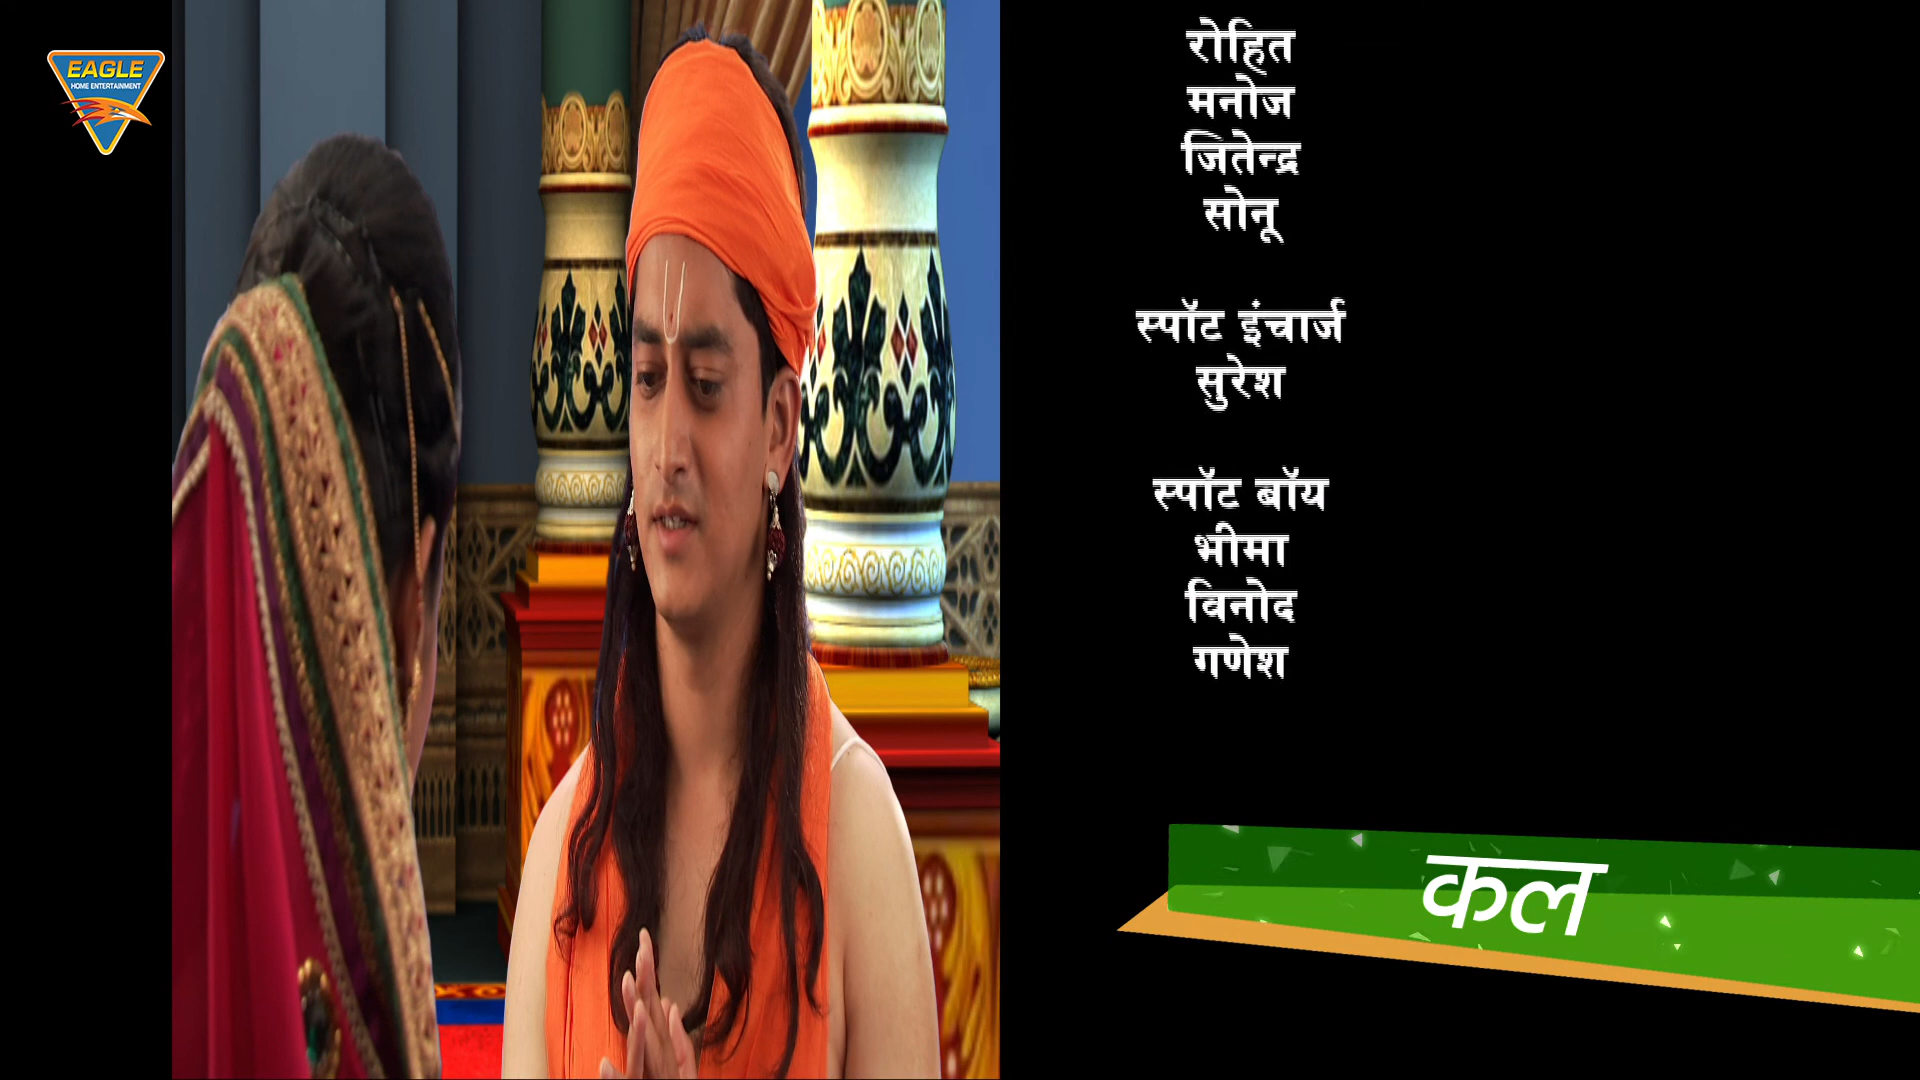 EAGLE
HOME ENTERTAINMENT
रोहित
मनोज
जितेन्द्र
सोनू
स्पॉट इंचार्ज
सुरेश
स्पॉट बॉय
भीमा
विनोद
गणेश
कल